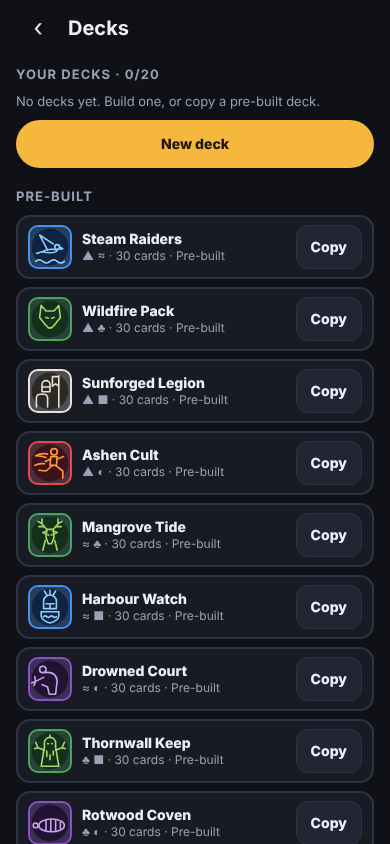 Decks
YOUR DECKS · 0/20
No decks yet. Build one, or copy a pre-built deck.
New deck
PRE-BUILT
Steam Raiders
▲ ≈ · 30 cards · Pre-built
Copy
Wildfire Pack
▲ ♣ · 30 cards · Pre-built
Copy
Sunforged Legion
▲ ■ · 30 cards · Pre-built
Copy
Ashen Cult
▲ ◖ · 30 cards · Pre-built
Copy
Mangrove Tide
≈ ♣ · 30 cards · Pre-built
Copy
Harbour Watch
≈ ■ · 30 cards · Pre-built
Copy
Drowned Court
≈ ◖ · 30 cards · Pre-built
Copy
Thornwall Keep
♣ ■ · 30 cards · Pre-built
Copy
Rotwood Coven
♣ ◖ · 30 cards · Pre-built
Copy